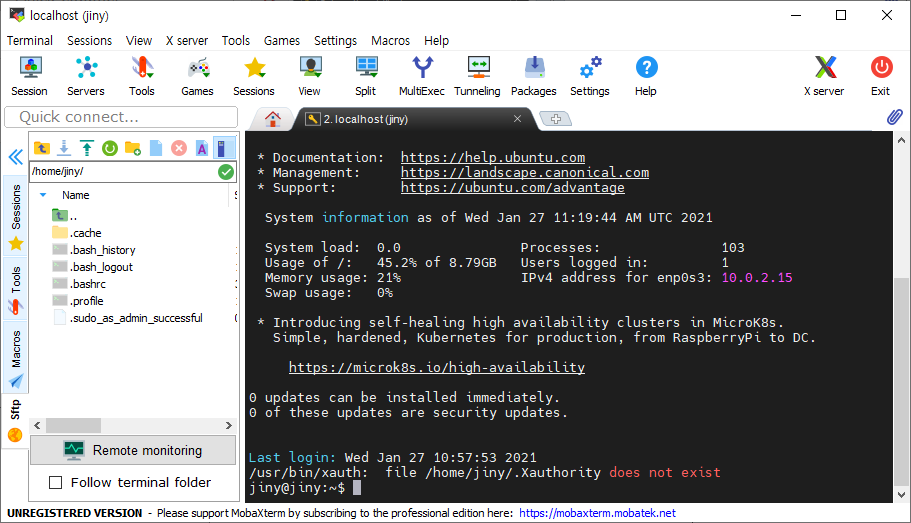 localhost (jiny)
Terminal Sessions View X server Tools Games Settings Macros Help
Session Servers Tools Games Sessions View Split MultiExec Tunneling Packages Settings Help X server Exit
Quick connect...
2. localhost (jiny)
/home/jiny/
Name
..
.cache
.bash_history
.bash_logout
.bashrc
.profile
.sudo_as_admin_successful
Sessions
Tools
Macros
Sftp
Remote monitoring
Follow terminal folder
* Documentation: https://help.ubuntu.com
* Management: https://landscape.canonical.com
* Support: https://ubuntu.com/advantage
System information as of Wed Jan 27 11:19:44 AM UTC 2021
System load: 0.0 Processes: 103
Usage of /: 45.2% of 8.79GB Users logged in: 1
Memory usage: 21% IPv4 address for enp0s3: 10.0.2.15
Swap usage: 0%
* Introducing self-healing high availability clusters in MicroK8s.
Simple, hardened, Kubernetes for production, from RaspberryPi to DC.
https://microk8s.io/high-availability
0 updates can be installed immediately.
0 of these updates are security updates.
Last login: Wed Jan 27 10:57:53 2021
/usr/bin/xauth: file /home/jiny/.Xauthority does not exist
jiny@jiny:~$
UNREGISTERED VERSION - Please support MobaXterm by subscribing to the professional edition here: https://mobaxterm.mobatek.net